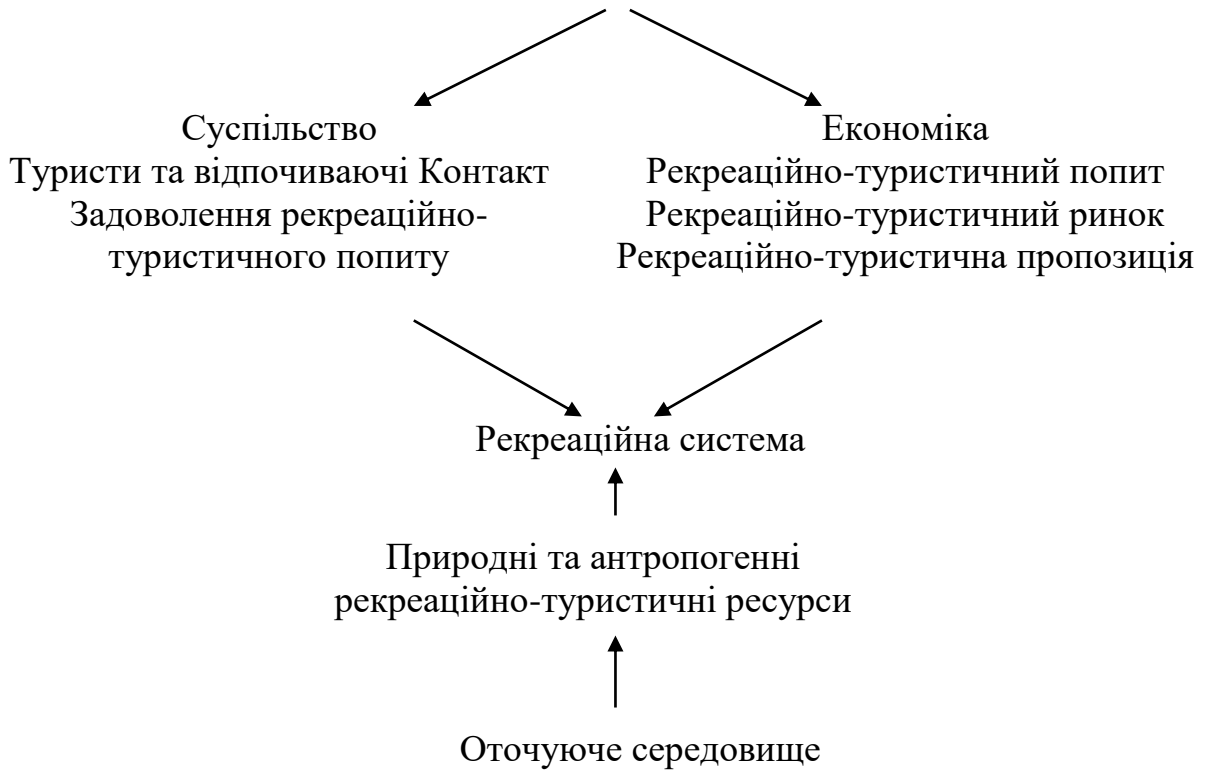 Суспільство
Туристи та відпочиваючі Контакт
Задоволення рекреаційно-
туристичного попиту
Економіка
Рекреаційно-туристичний попит
Рекреаційно-туристичний ринок
Рекреаційно-туристична пропозиція
Рекреаційна система
Природні та антропогенні
рекреаційно-туристичні ресурси
Оточуюче середовище